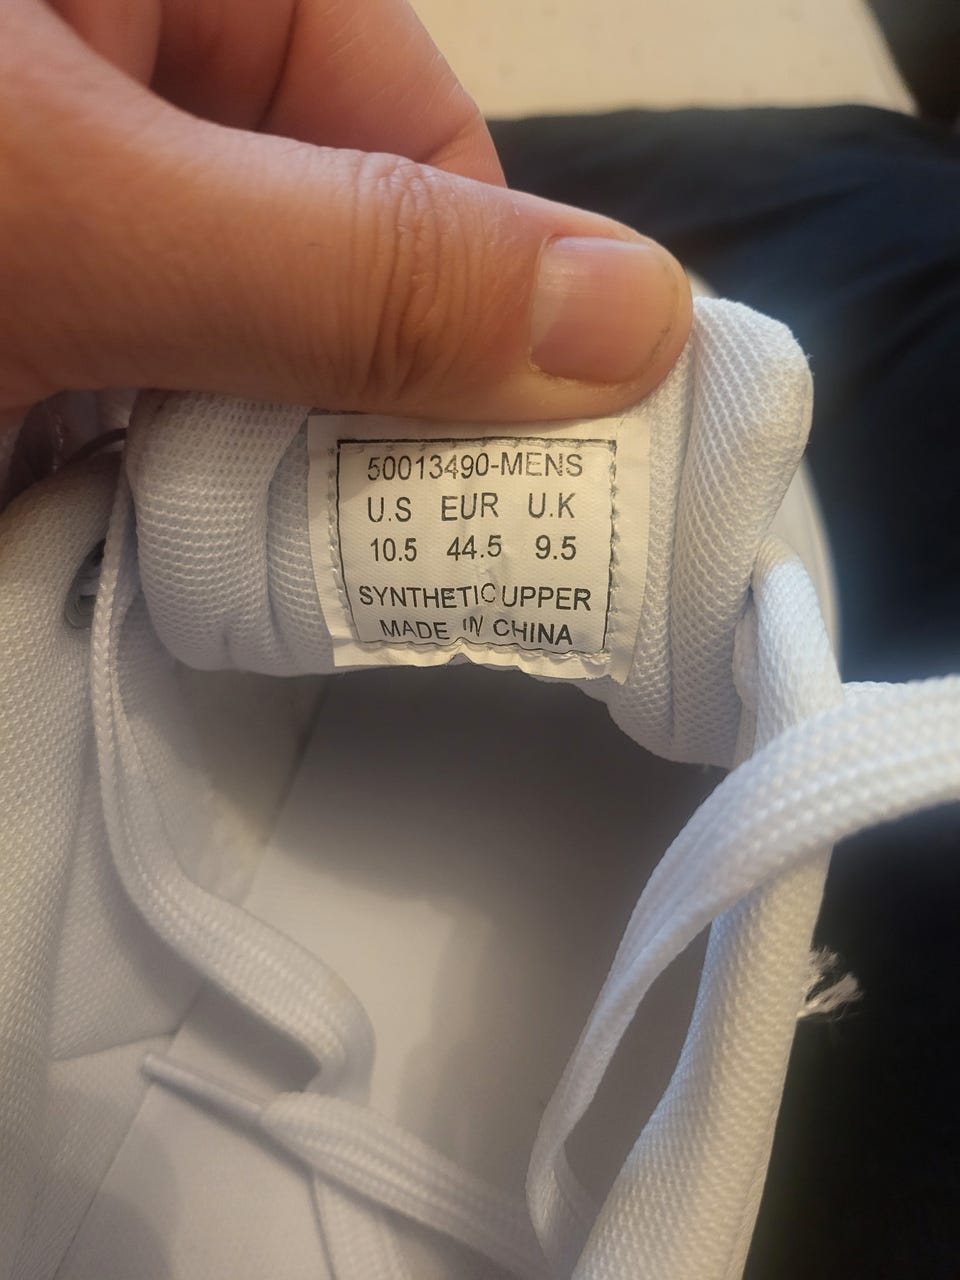 50013490-MENS
U.S EUR U.K
10.5 44.5 9.5
SYNTHETIC UPPER
MADE IN CHINA